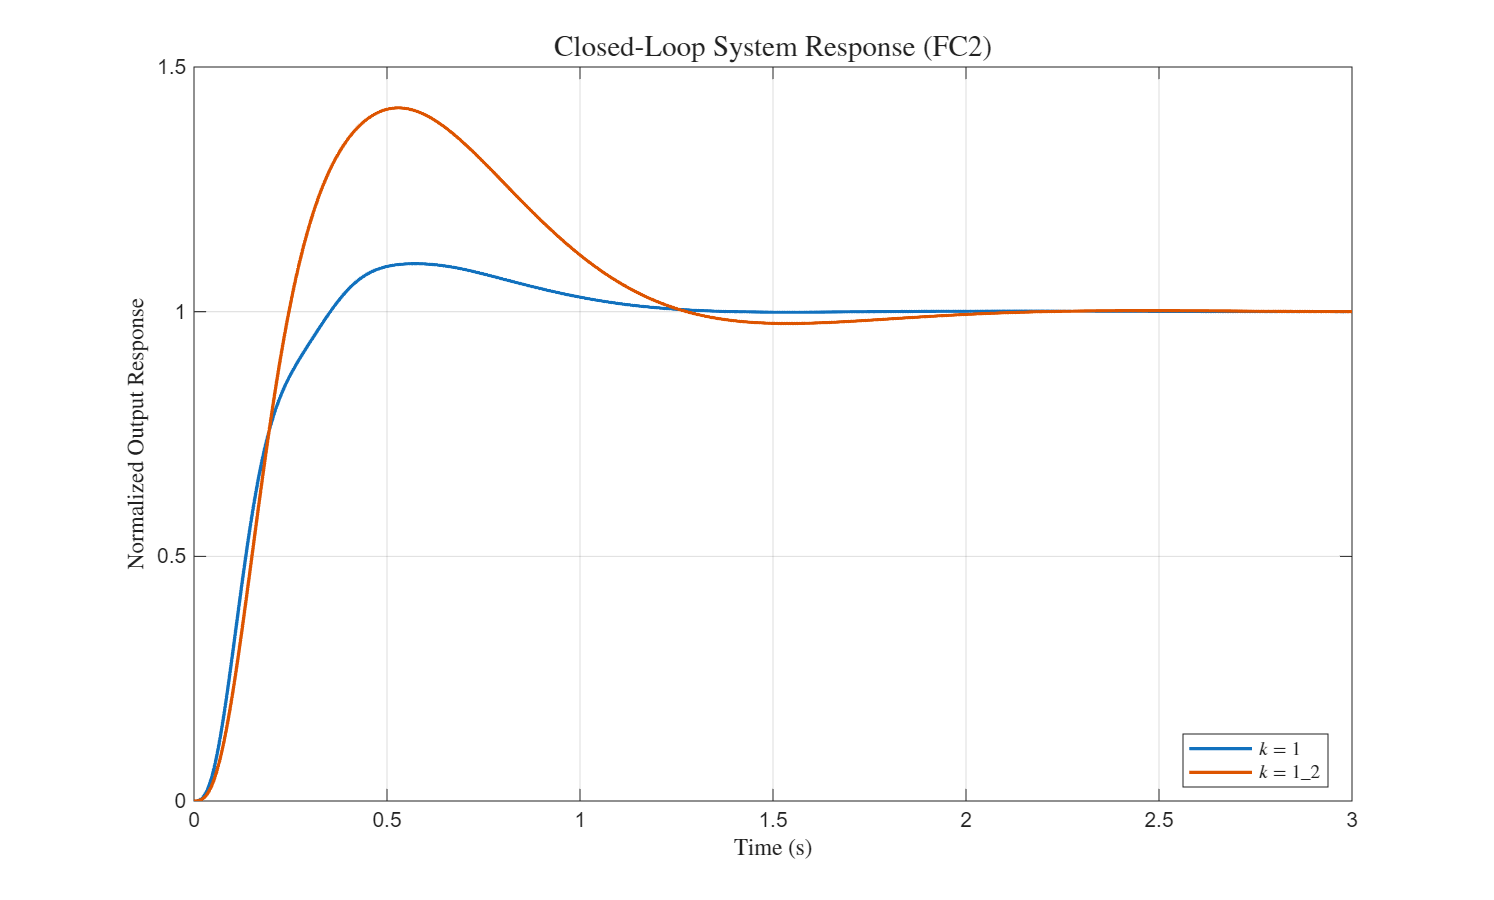 Closed-Loop System Response (FC2)
1.5
1
0.5
0
Normalized Output Response
0 0.5 1 1.5 2 2.5 3
Time (s)
k = 1
k = 1_2